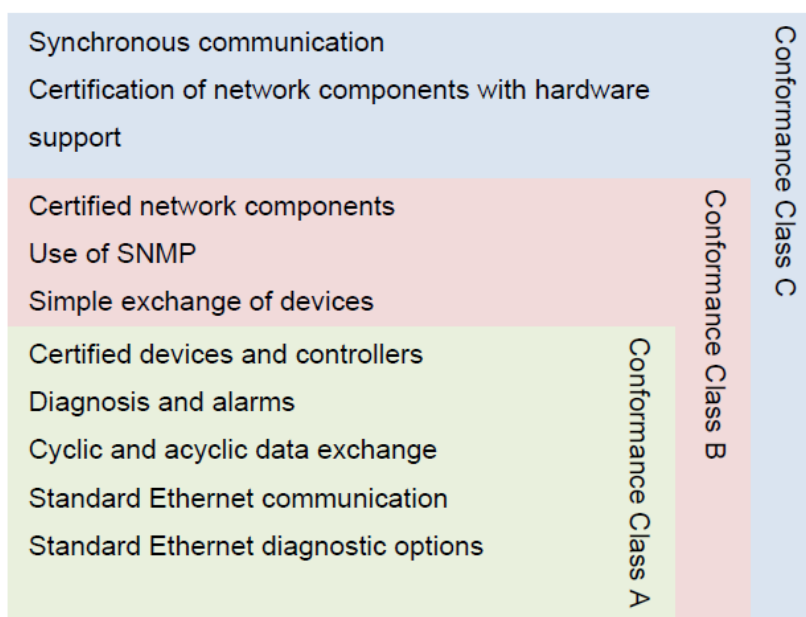 Synchronous communication
Certification of network components with hardware
support
Conformance Class C
Certified network components
Use of SNMP
Simple exchange of devices
Conformance Class B
Certified devices and controllers
Diagnosis and alarms
Cyclic and acyclic data exchange
Standard Ethernet communication
Standard Ethernet diagnostic options
Conformance Class A